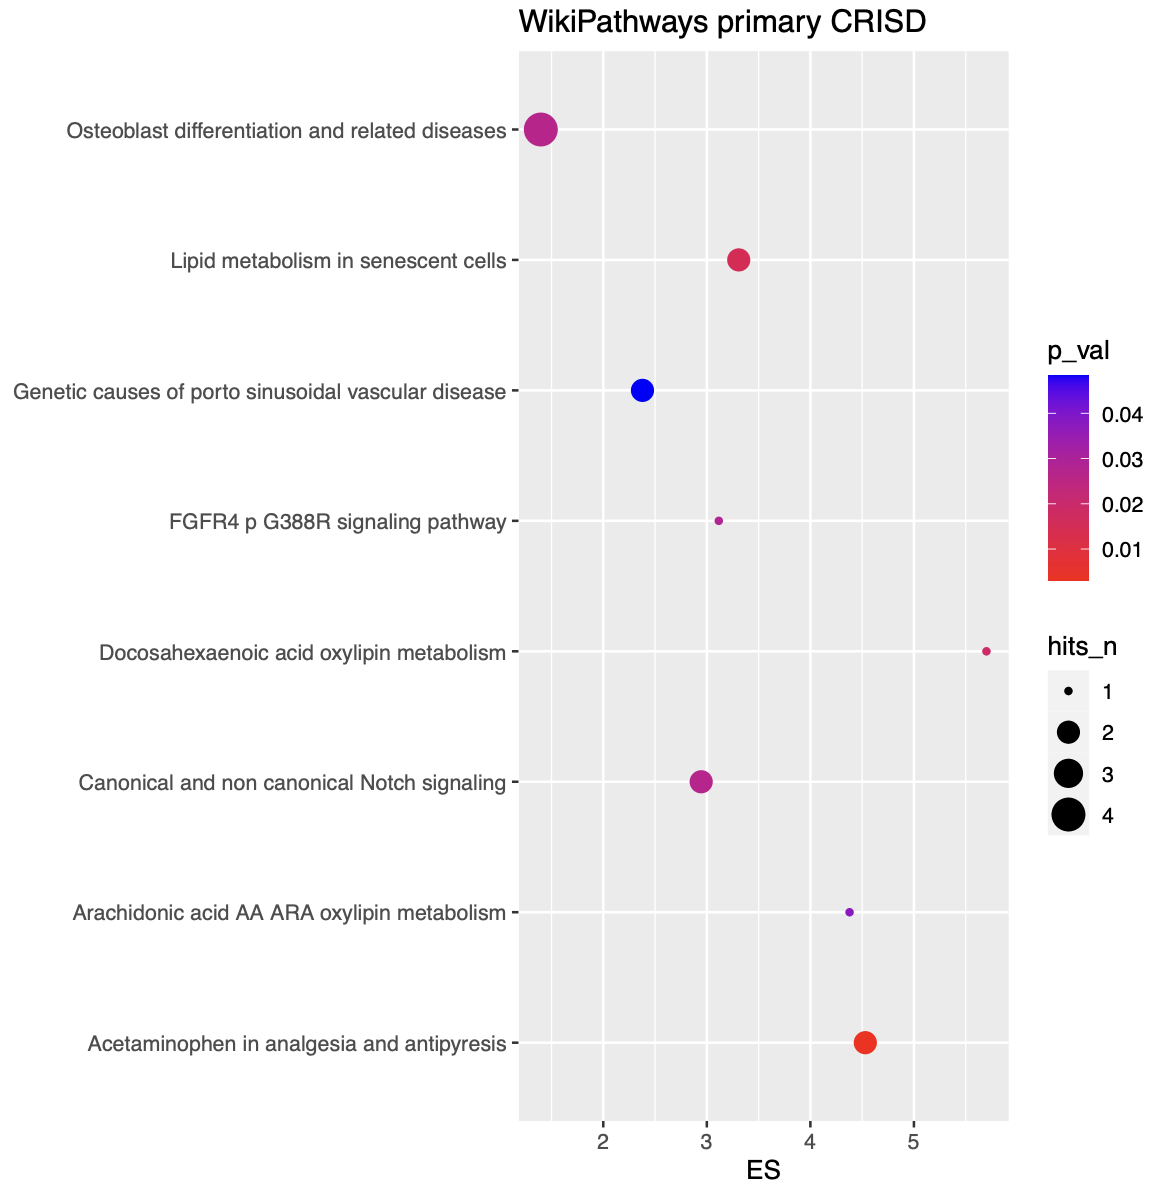 WikiPathways primary CRISD
Osteoblast differentiation and related diseases
Lipid metabolism in senescent cells
Genetic causes of porto sinusoidal vascular disease
FGFR4 p G388R signaling pathway
Docosahexaenoic acid oxylipin metabolism
Canonical and non canonical Notch signaling
Arachidonic acid AA ARA oxylipin metabolism
Acetaminophen in analgesia and antipyresis
2 3 4 5
ES
p_val
0.04
0.03
0.02
0.01
hits_n
1
2
3
4